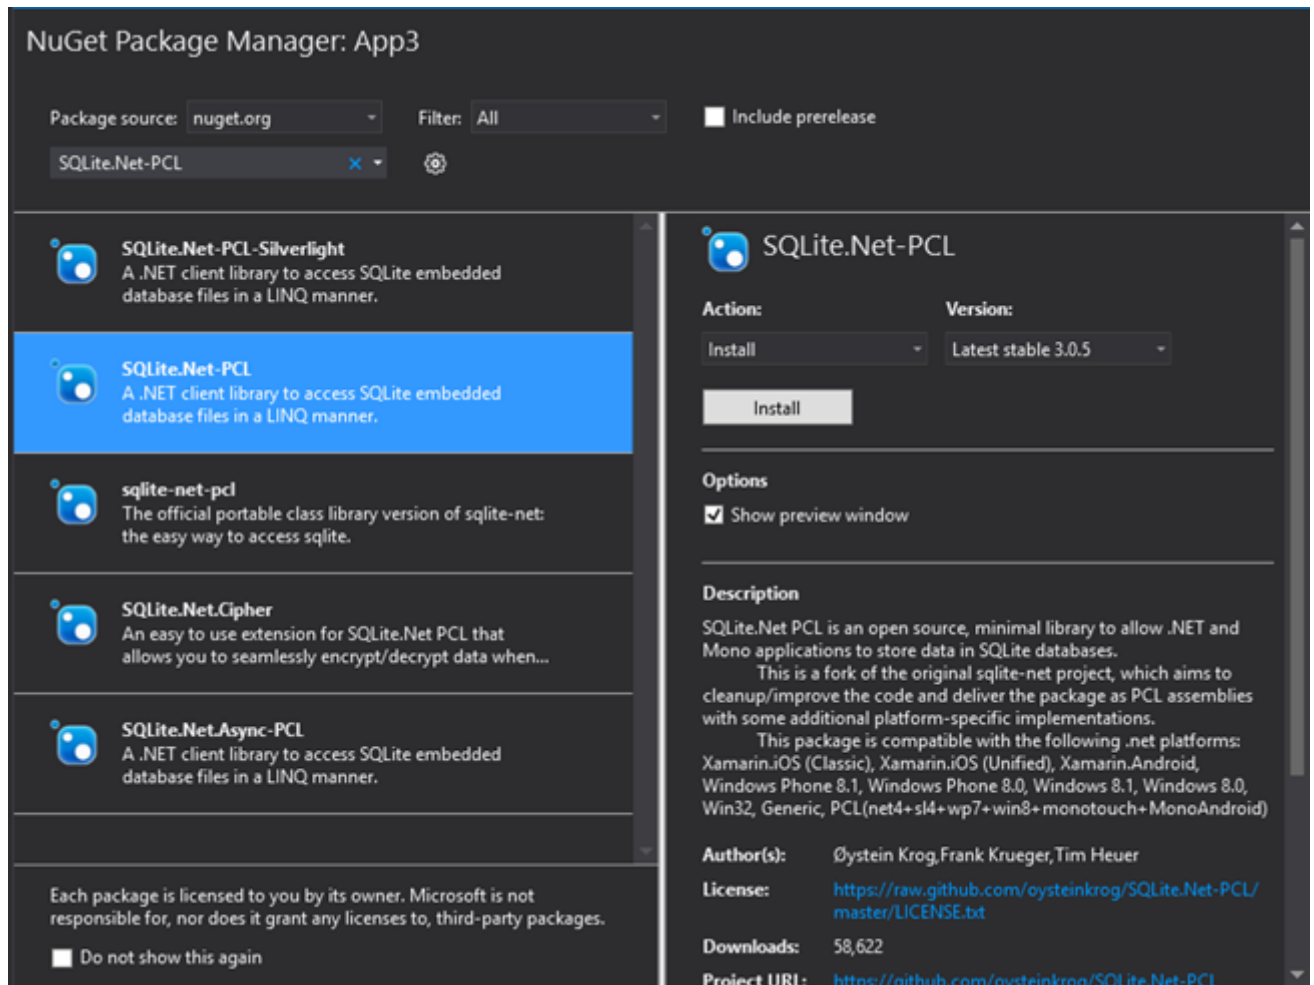 NuGet Package Manager: App3
Package source: nuget.org
Filter: All
Include prerelease
SQLite.Net-PCL
SQLite.Net-PCL-Silverlight
A .NET client library to access SQLite embedded
database files in a LINQ manner.
SQLite.Net-PCL
A .NET client library to access SQLite embedded
database files in a LINQ manner.
sqlite-net-pcl
The official portable class library version of sqlite-net:
the easy way to access sqlite.
SQLite.Net.Cipher
An easy to use extension for SQLite.Net PCL that
allows you to seamlessly encrypt/decrypt data when...
SQLite.Net.Async-PCL
A .NET client library to access SQLite embedded
database files in a LINQ manner.
Each package is licensed to you by its owner. Microsoft is not
responsible for, nor does it grant any licenses to, third-party packages.
Do not show this again
SQLite.Net-PCL
Action:
Version:
Install
Latest stable 3.0.5
Install
Options
Show preview window
Description
SQLite.Net PCL is an open source, minimal library to allow .NET and
Mono applications to store data in SQLite databases.
This is a fork of the original sqlite-net project, which aims to
cleanup/improve the code and deliver the package as PCL assemblies
with some additional platform-specific implementations.
This package is compatible with the following .net platforms:
Xamarin.iOS (Classic), Xamarin.iOS (Unified), Xamarin.Android,
Windows Phone 8.1, Windows Phone 8.0, Windows 8.1, Windows 8.0,
Win32, Generic, PCL(net4+sl4+wp7+win8+monotouch+MonoAndroid)
Author(s): Øystein Krog,Frank Krueger,Tim Heuer
License: https://raw.github.com/oysteinkrog/SQLite.Net-PCL/
master/LICENSE.txt
Downloads: 58,622
Project URL: https://github.com/oysteinkrog/SQLite.Net-PCL